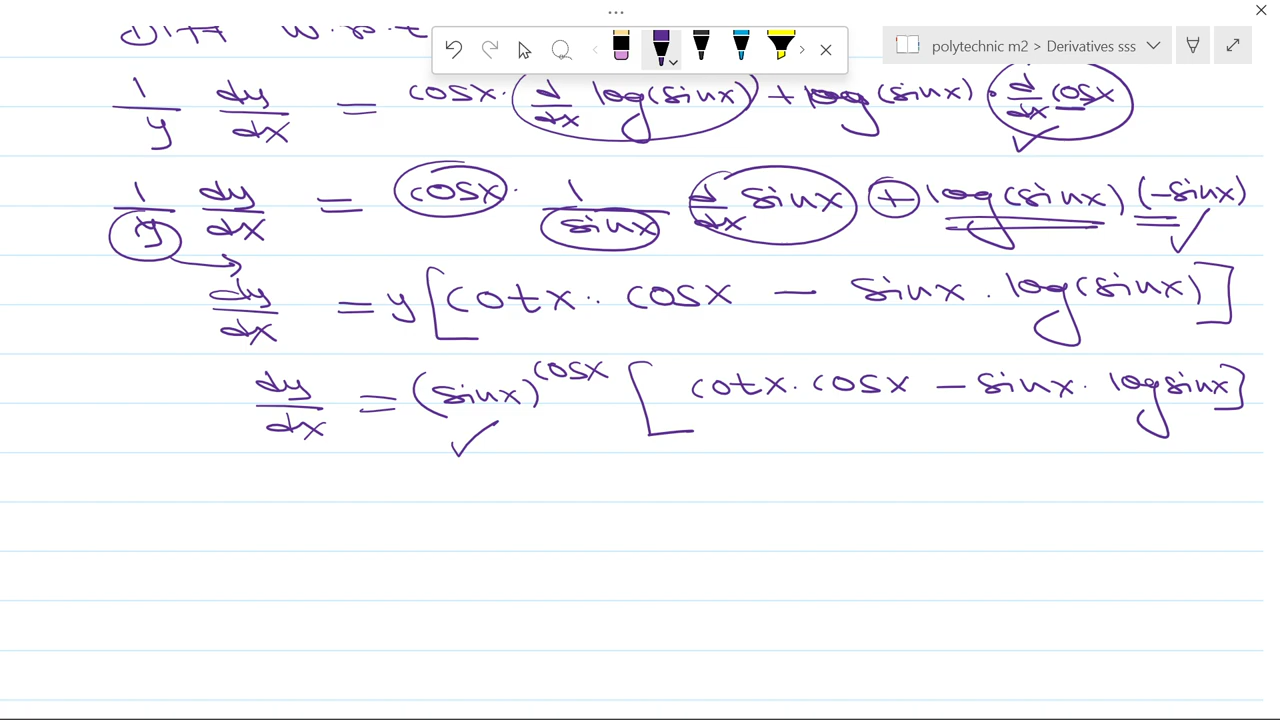 Diff w.r.t
polytechnic m2 > Derivatives sss
1/y dy/dx = cosx · d/dx log(sinx) + log(sinx) · d/dx cosx
1/y dy/dx = cosx · 1/sinx d/dx sinx + log(sinx) (-sinx)
dy/dx = y[cotx · cosx - sinx · log(sinx)]
dy/dx = (sinx)^cosx [cotx · cosx - sinx · logsinx]